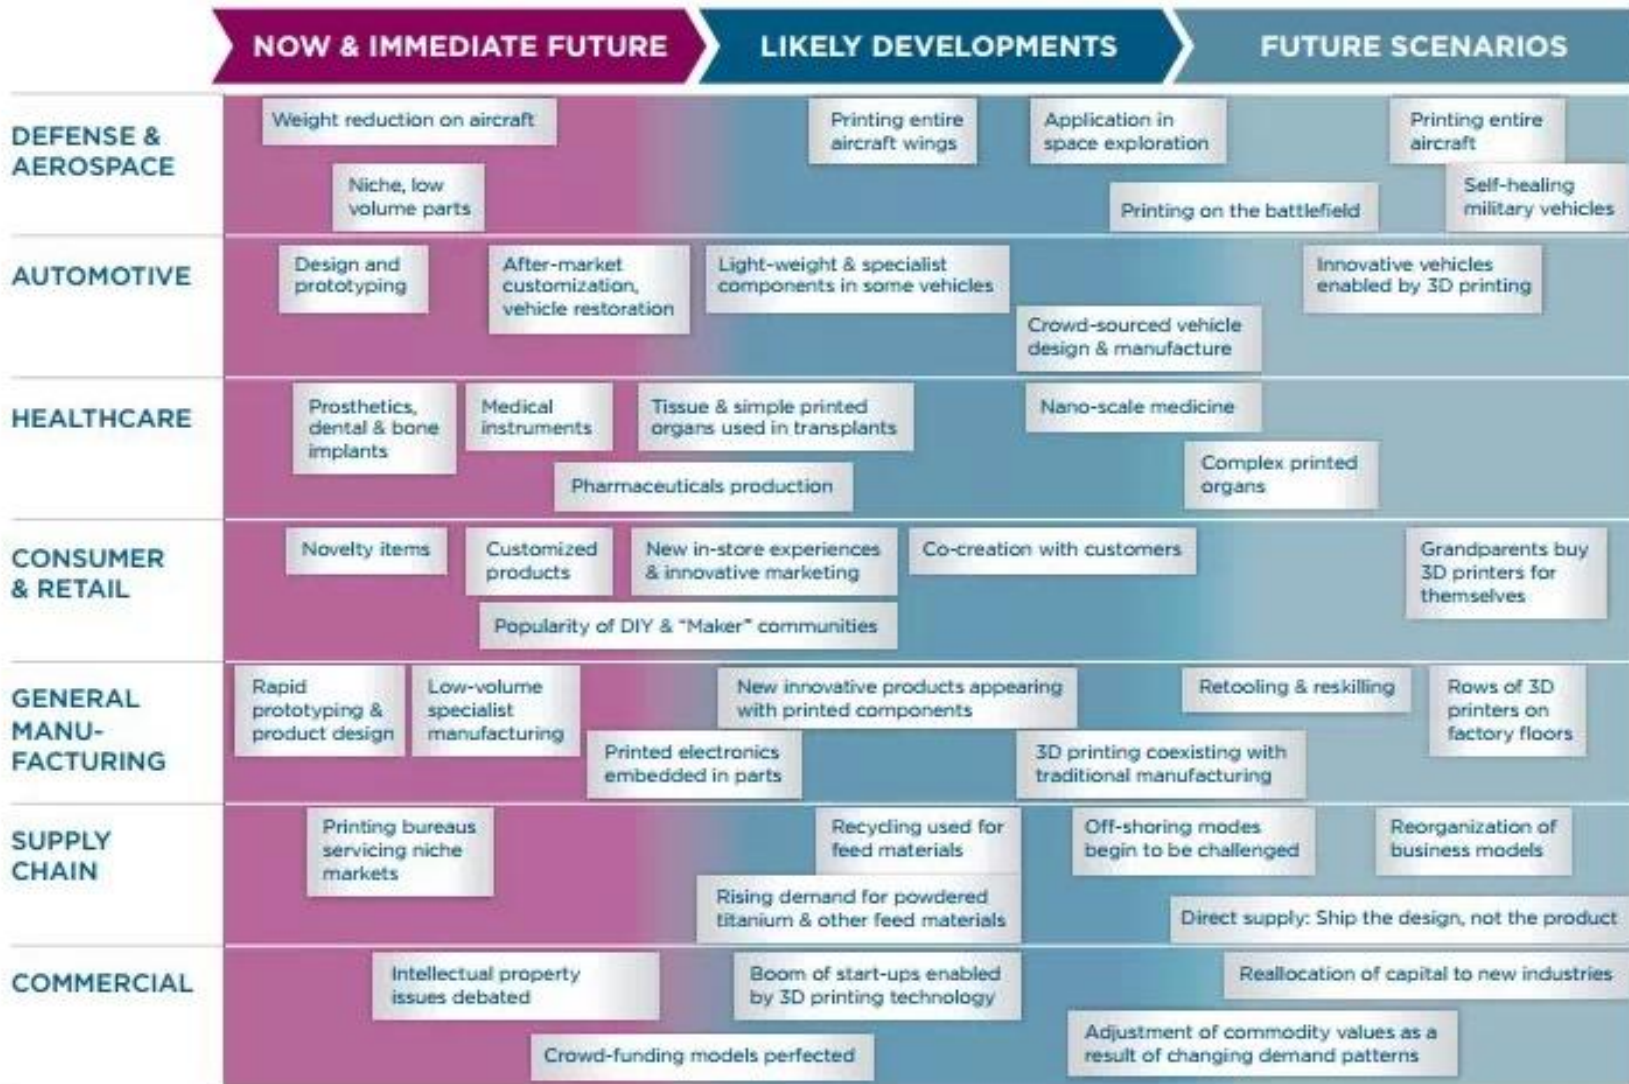 NOW & IMMEDIATE FUTURE
LIKELY DEVELOPMENTS
FUTURE SCENARIOS
DEFENSE &
AEROSPACE
Weight reduction on aircraft
Niche, low
volume parts
Printing entire
aircraft wings
Application in
space exploration
Printing on the battlefield
Printing entire
aircraft
Self-healing
military vehicles
AUTOMOTIVE
Design and
prototyping
After-market
customization,
vehicle restoration
Light-weight & specialist
components in some vehicles
Crowd-sourced vehicle
design & manufacture
Innovative vehicles
enabled by 3D printing
HEALTHCARE
Prosthetics,
dental & bone
implants
Medical
instruments
Tissue & simple printed
organs used in transplants
Pharmaceuticals production
Nano-scale medicine
Complex printed
organs
CONSUMER
& RETAIL
Novelty items
Customized
products
New in-store experiences
& innovative marketing
Popularity of DIY & "Maker" communities
Co-creation with customers
Grandparents buy
3D printers for
themselves
GENERAL
MANU-
FACTURING
Rapid
prototyping &
product design
Low-volume
specialist
manufacturing
Printed electronics
embedded in parts
New innovative products appearing
with printed components
3D printing coexisting with
traditional manufacturing
Retooling & reskilling
Rows of 3D
printers on
factory floors
SUPPLY
CHAIN
Printing bureaus
servicing niche
markets
Recycling used for
feed materials
Rising demand for powdered
titanium & other feed materials
Off-shoring modes
begin to be challenged
Reorganization of
business models
Direct supply: Ship the design, not the product
COMMERCIAL
Intellectual property
issues debated
Crowd-funding models perfected
Boom of start-ups enabled
by 3D printing technology
Reallocation of capital to new industries
Adjustment of commodity values as a
result of changing demand patterns